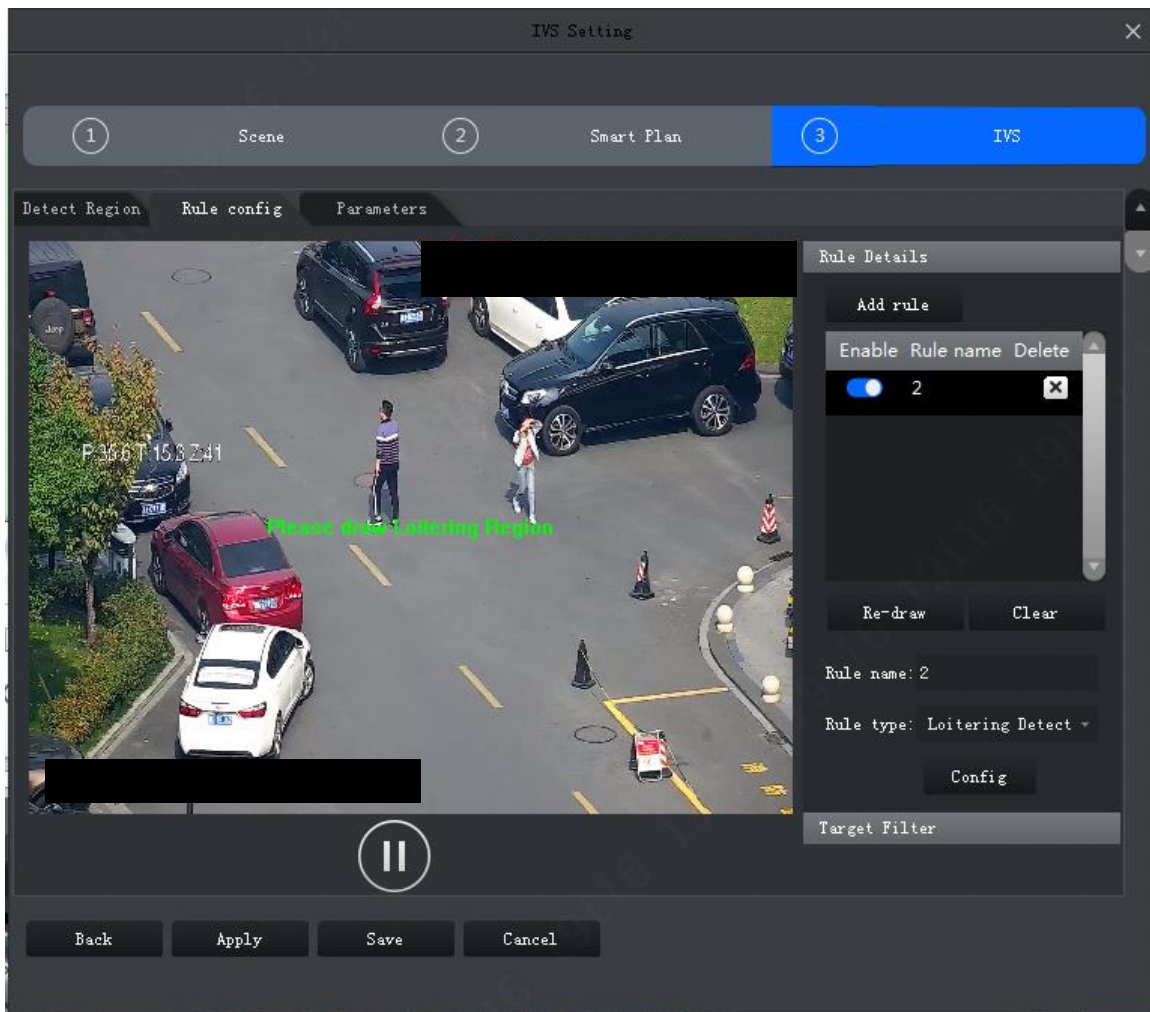 IVS Setting
1 Scene 2 Smart Plan 3 IVS
Detect Region Rule config Parameters
Rule Details
Add rule
Enable Rule name Delete
2
Jeep
P:35.6 T:15.3 Z:41
Please draw Loitering Region
Re-draw Clear
Rule name: 2
Rule type: Loitering Detect
Config
Target Filter
Back Apply Save Cancel